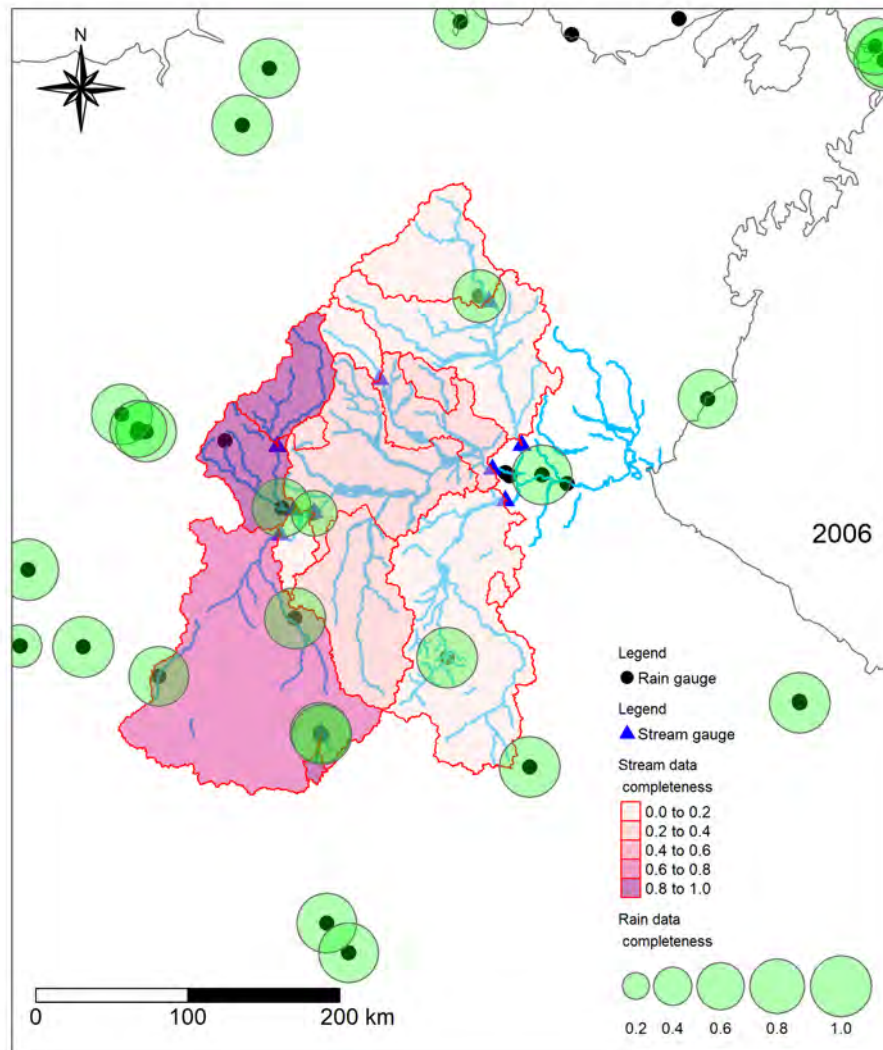 N
2006
Legend
Rain gauge
Legend
Stream gauge
Stream data
completeness
0.0 to 0.2
0.2 to 0.4
0.4 to 0.6
0.6 to 0.8
0.8 to 1.0
Rain data
completeness
0.2 0.4 0.6 0.8 1.0
0 100 200 km